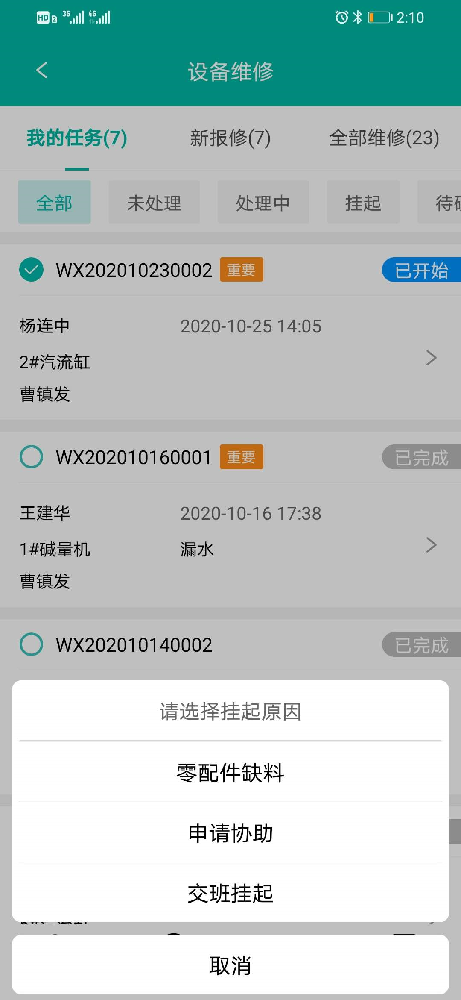 HD 2 3G 4G 2:10
设备维修
我的任务(7) 新报修(7) 全部维修(23)
全部 未处理 处理中 挂起 待
WX202010230002 重要 已开始
杨连中 2020-10-25 14:05
2#汽流缸
曹镇发
WX202010160001 重要 已完成
王建华 2020-10-16 17:38
1#碱量机 漏水
曹镇发
WX202010140002 已完成
请选择挂起原因
零配件缺料
申请协助
交班挂起
取消